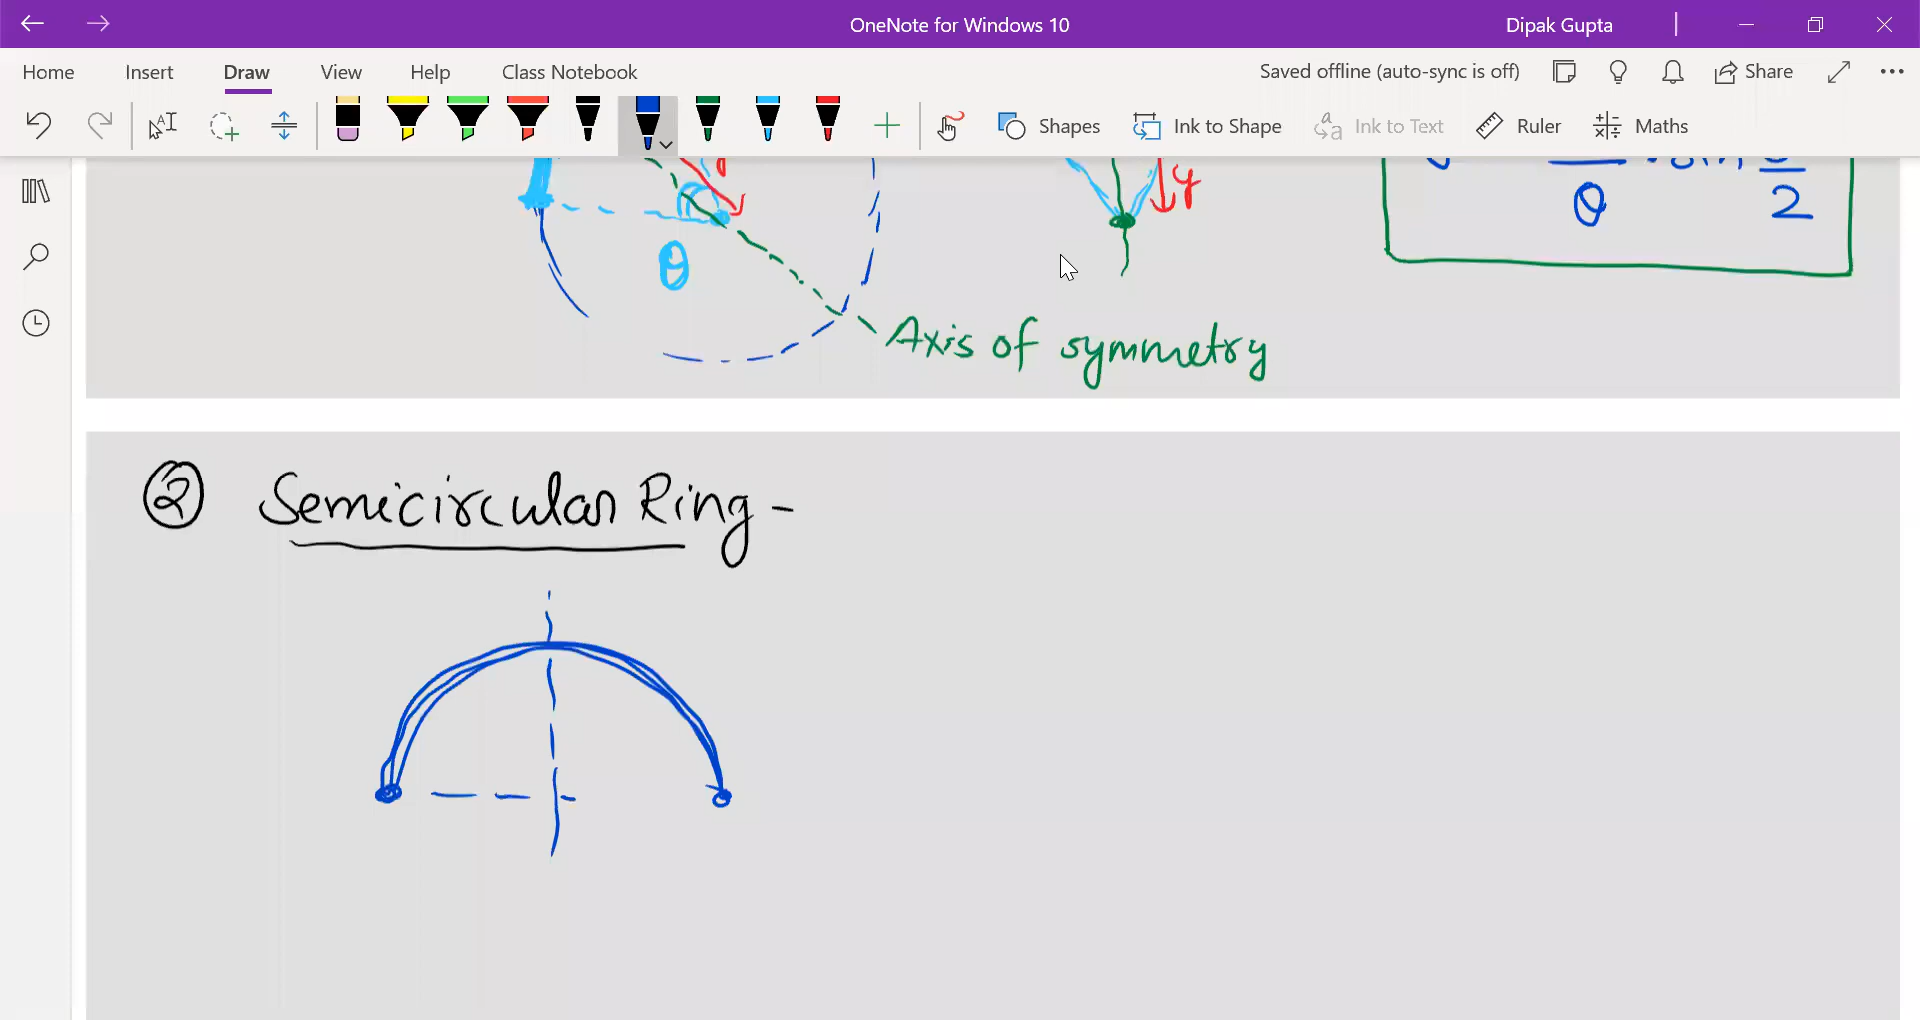 OneNote for Windows 10
Dipak Gupta
Home Insert Draw View Help Class Notebook
Saved offline (auto-sync is off) Share
Shapes Ink to Shape Ink to Text Ruler Maths
y
θ
θ 2
Axis of symmetry
② Semicircular Ring -